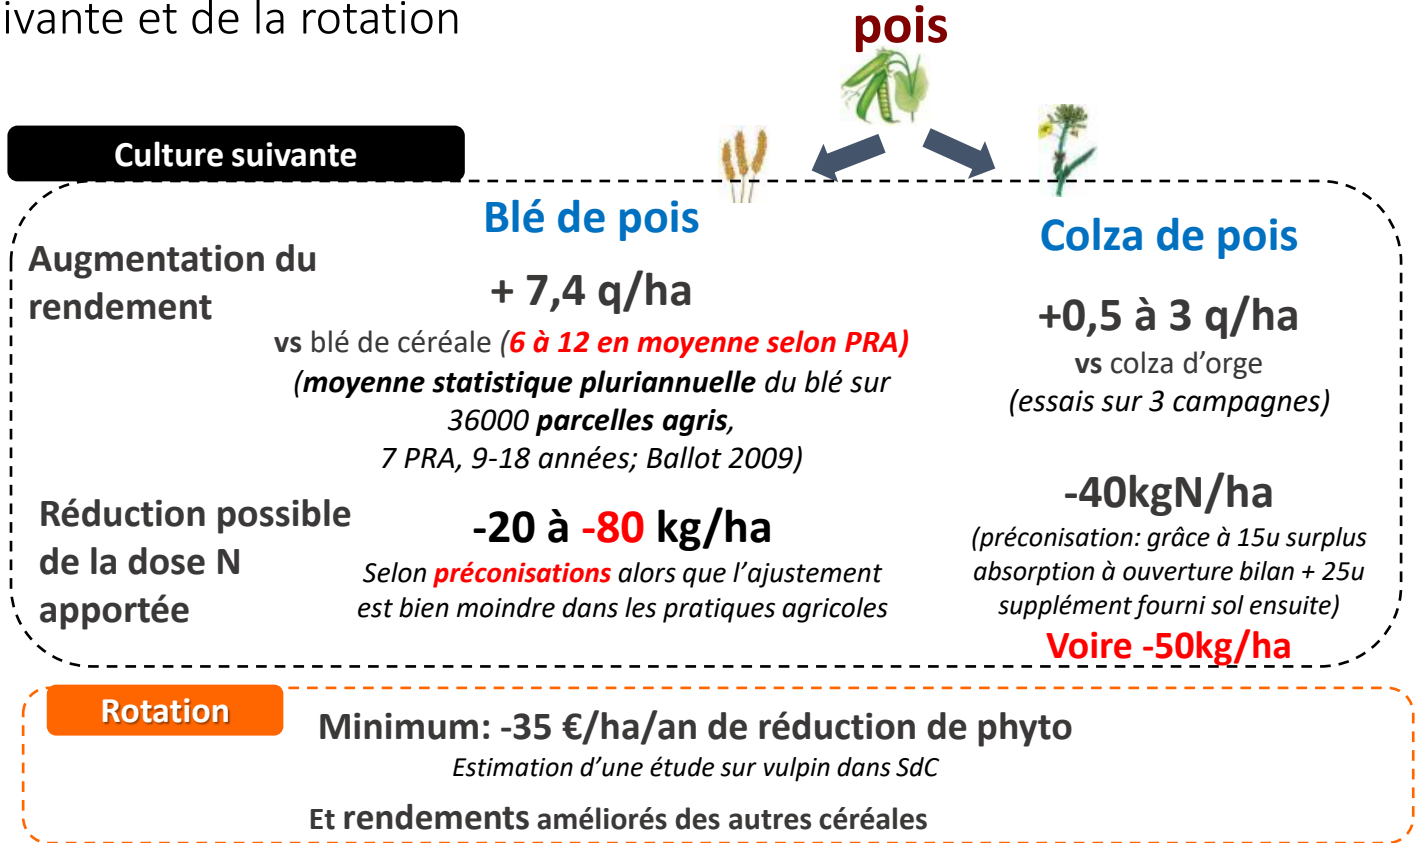 ivante et de la rotation
pois
Culture suivante
Blé de pois
Colza de pois
Augmentation du
rendement
+ 7,4 q/ha
vs blé de céréale (6 à 12 en moyenne selon PRA)
(moyenne statistique pluriannuelle du blé sur
36000 parcelles agris,
7 PRA, 9-18 années; Ballot 2009)
+0,5 à 3 q/ha
vs colza d’orge
(essais sur 3 campagnes)
Réduction possible
de la dose N
apportée
-20 à -80 kg/ha
Selon préconisations alors que l’ajustement
est bien moindre dans les pratiques agricoles
-40kgN/ha
(préconisation: grâce à 15u surplus
absorption à ouverture bilan + 25u
supplément fourni sol ensuite)
Voire -50kg/ha
Rotation
Minimum: -35 €/ha/an de réduction de phyto
Estimation d’une étude sur vulpin dans SdC
Et rendements améliorés des autres céréales